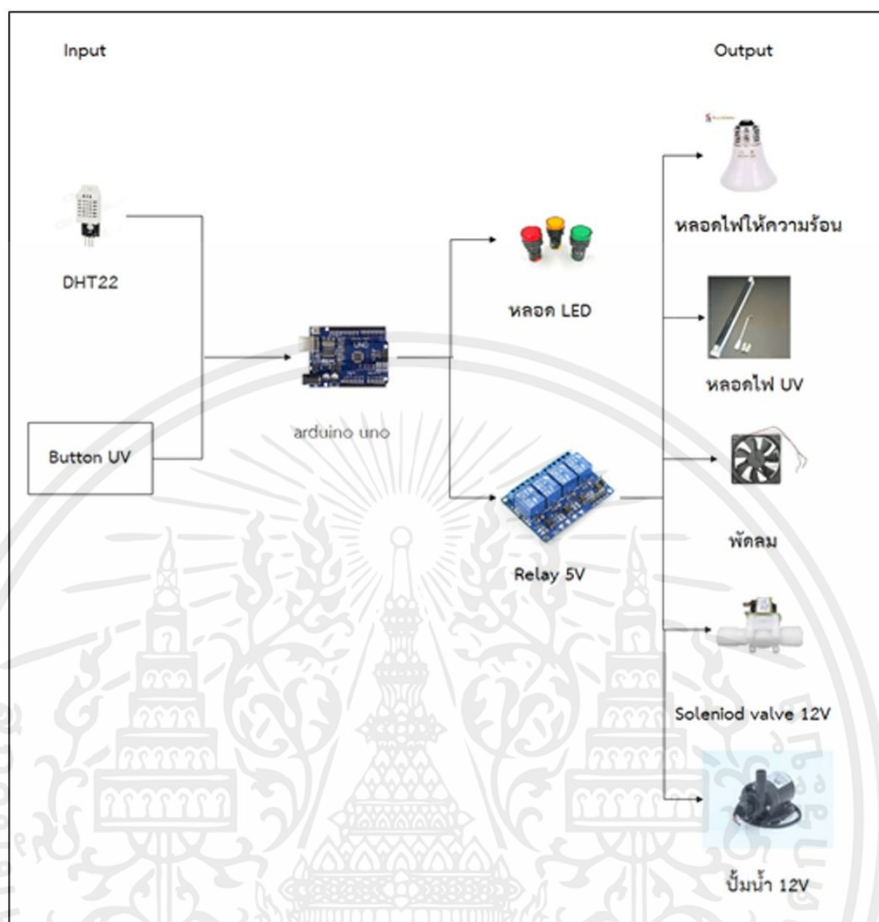 Input
Output
หลอดไฟให้ความร้อน
DHT22
หลอด LED
หลอดไฟ UV
UNO
arduino uno
Button UV
พัดลม
Relay 5V
Soleniod valve 12V
ปั้มน้ำ 12V